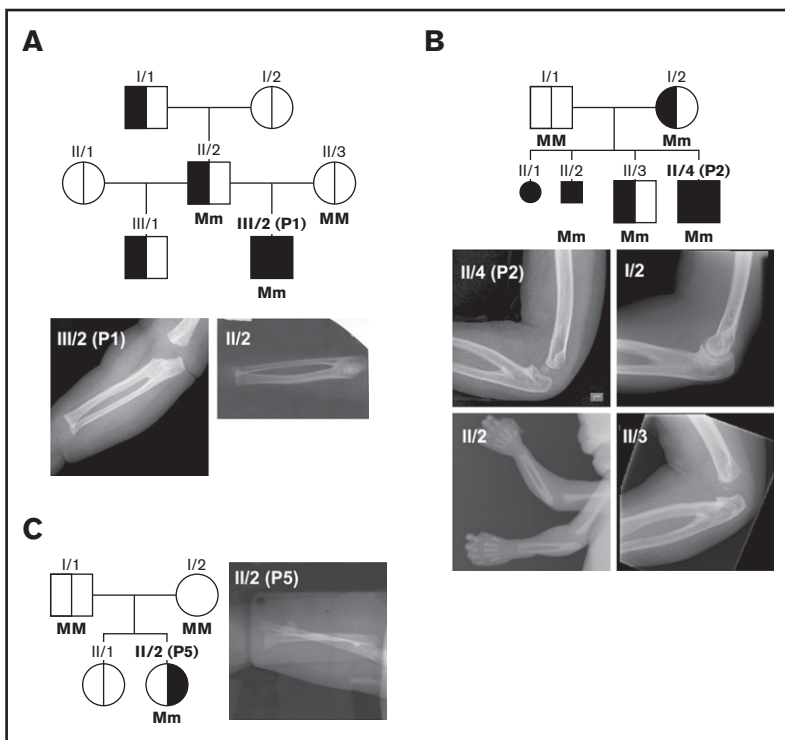 A
I/1
I/2
II/1
II/2
II/3
Mm
MM
III/1
III/2 (P1)
Mm
III/2 (P1)
II/2
B
I/1
I/2
MM
Mm
II/1
II/2
II/3
II/4 (P2)
Mm
Mm
Mm
II/4 (P2)
I/2
II/2
II/3
C
I/1
I/2
MM
MM
II/1
II/2 (P5)
Mm
II/2 (P5)